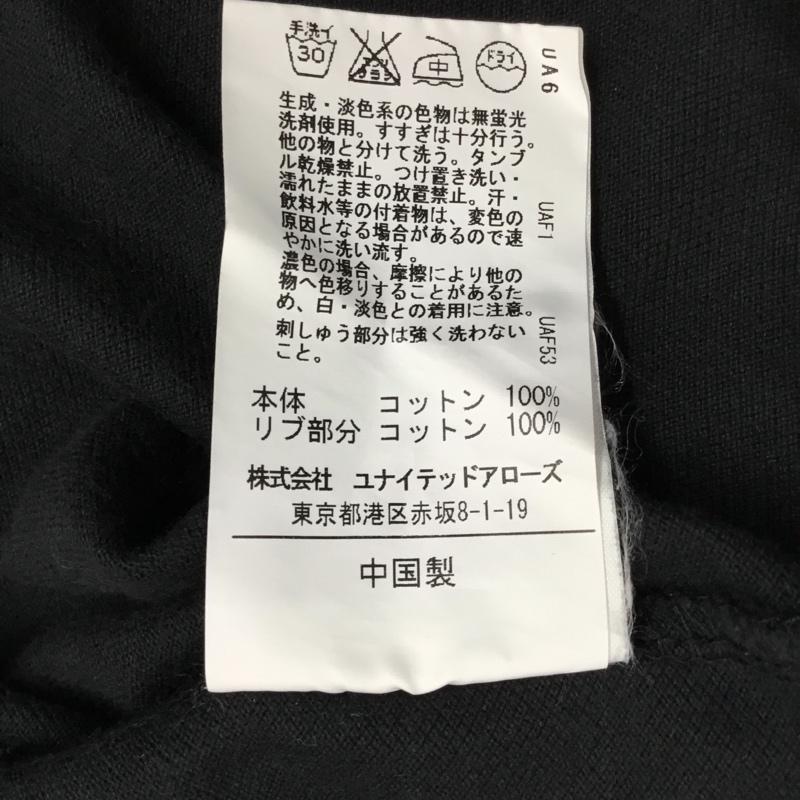 手洗イ
30
エンソ
サラシ
中
ドライ
UA6
生成・淡色系の色物は無蛍光
洗剤使用。すすぎは十分行う。
他の物と分けて洗う。タンブ
ル乾燥禁止。つけ置き洗い・
濡れたままの放置禁止。汗・
飲料水等の付着物は、変色の
原因となる場合があるので速
やかに洗い流す。
UAF1
濃色の場合、摩擦により他の
物へ色移りすることがあるた
め、白・淡色との着用に注意。
刺しゅう部分は強く洗わない
こと。
UAF53
本体 コットン 100%
リブ部分 コットン 100%
株式会社 ユナイテッドアローズ
東京都港区赤坂8-1-19
中国製